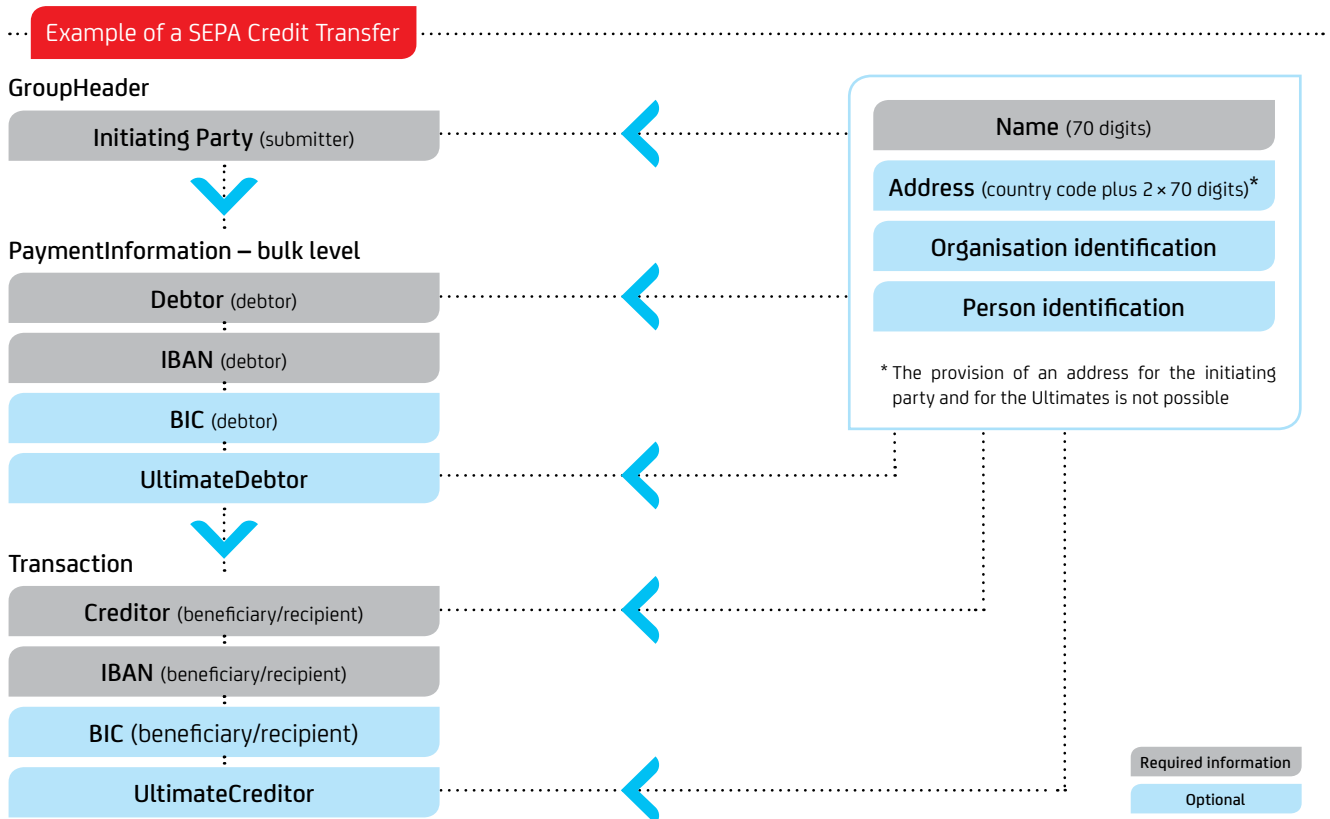 Example of a SEPA Credit Transfer
GroupHeader
Initiating Party (submitter)
PaymentInformation – bulk level
Debtor (debtor)
IBAN (debtor)
BIC (debtor)
UltimateDebtor
Transaction
Creditor (beneficiary/recipient)
IBAN (beneficiary/recipient)
BIC (beneficiary/recipient)
UltimateCreditor
Name (70 digits)
Address (country code plus 2 × 70 digits)*
Organisation identification
Person identification
* The provision of an address for the initiating
party and for the Ultimates is not possible
Required information
Optional